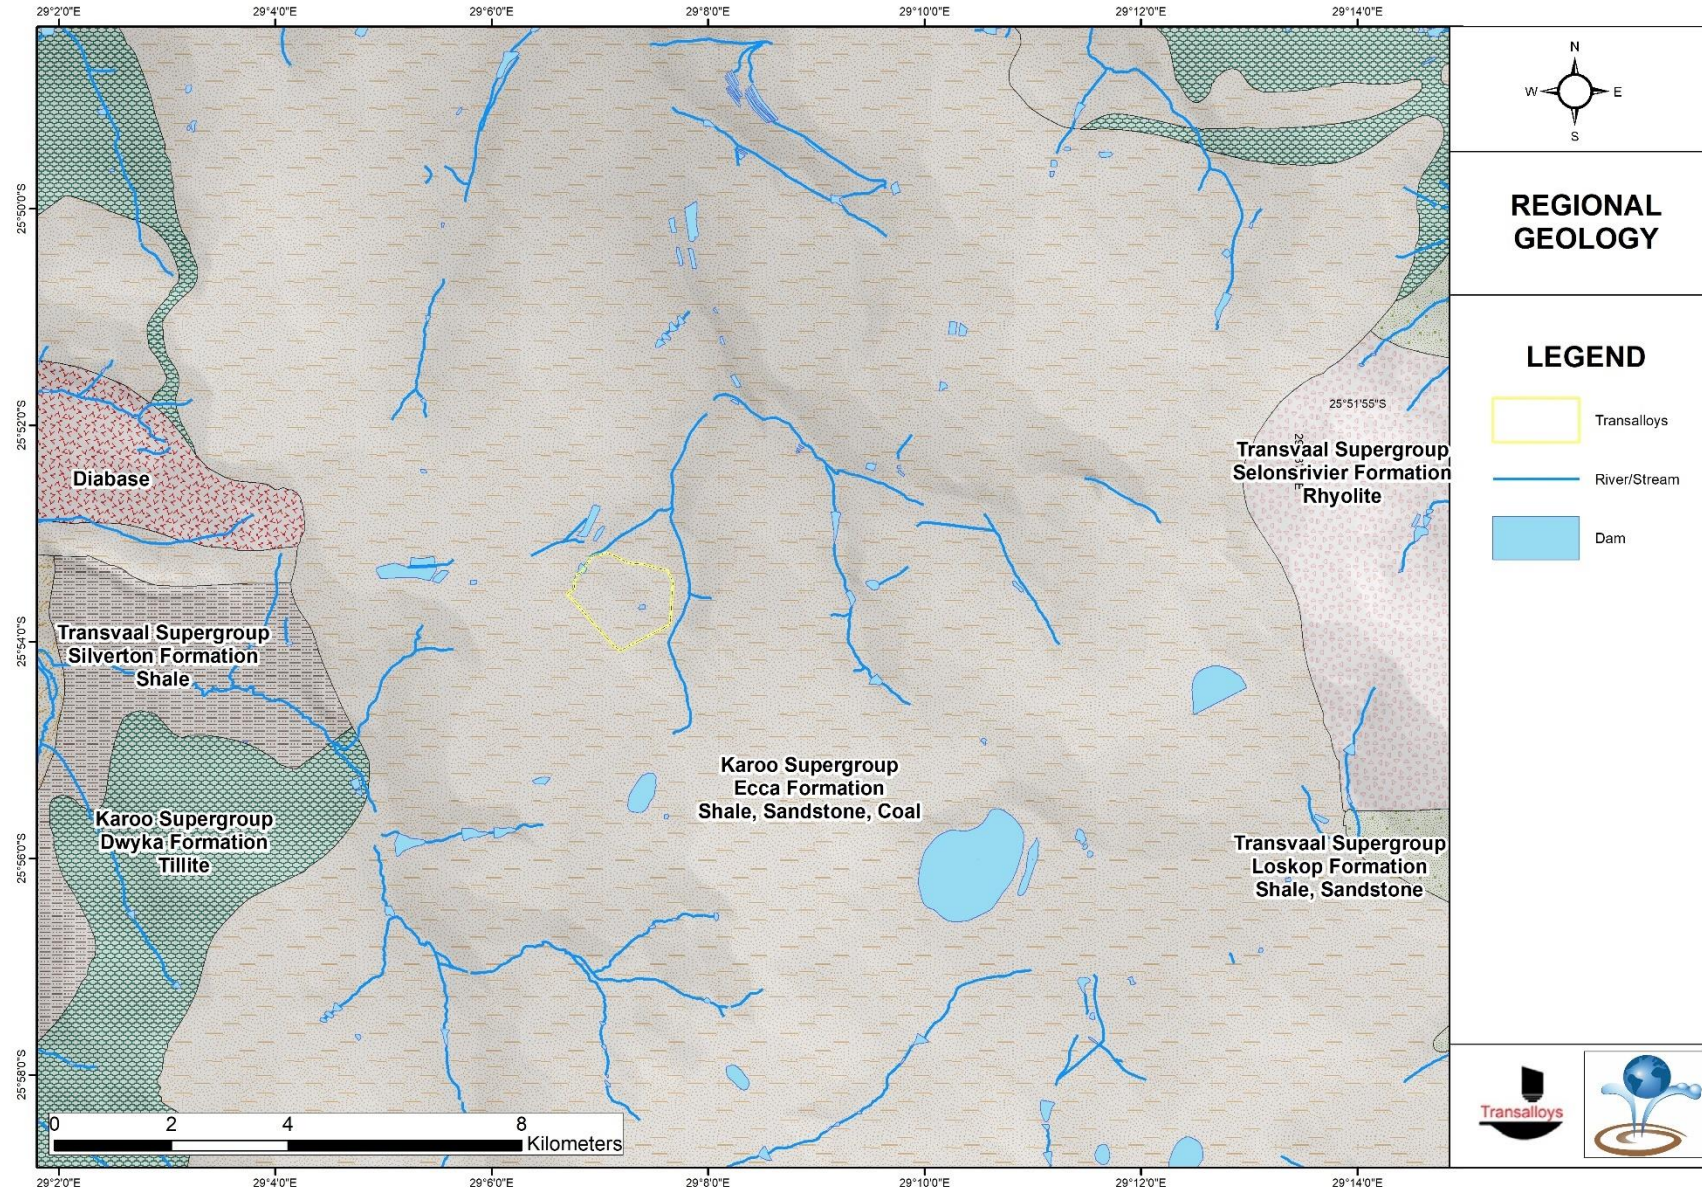 29°2'0"E
29°4'0"E
29°6'0"E
29°8'0"E
29°10'0"E
29°12'0"E
29°14'0"E
N
W
E
S
REGIONAL
GEOLOGY
LEGEND
Transalloys
River/Stream
Dam
25°50'0"S
25°52'0"S
25°54'0"S
25°56'0"S
25°58'0"S
25°51'55"S
Diabase
Transvaal Supergroup
Selonsrivier Formation
Rhyolite
Transvaal Supergroup
Silverton Formation
Shale
Karoo Supergroup
Ecca Formation
Shale, Sandstone, Coal
Karoo Supergroup
Dwyka Formation
Tillite
Transvaal Supergroup
Loskop Formation
Shale, Sandstone
0
2
4
8
Kilometers
Transalloys
29°2'0"E
29°4'0"E
29°6'0"E
29°8'0"E
29°10'0"E
29°12'0"E
29°14'0"E